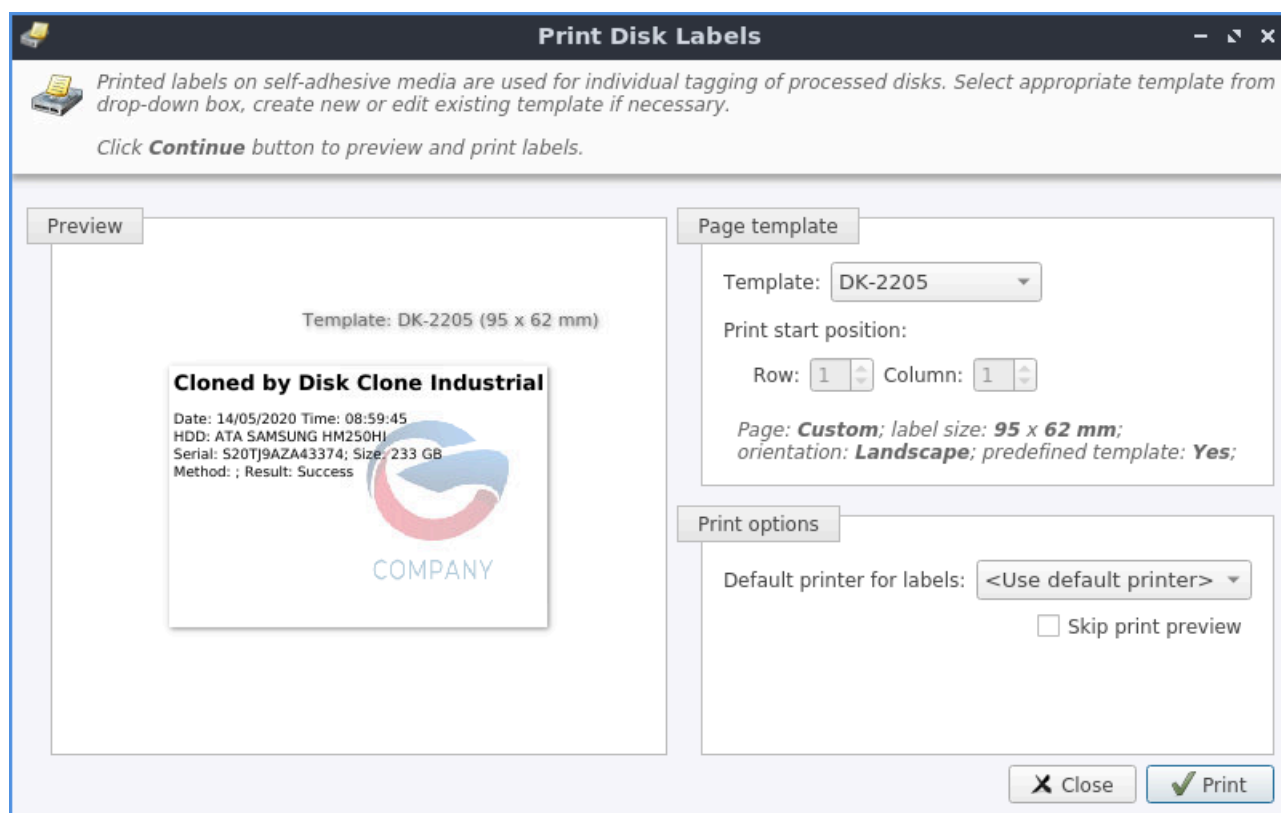 Print Disk Labels
Printed labels on self-adhesive media are used for individual tagging of processed disks. Select appropriate template from
drop-down box, create new or edit existing template if necessary.
Click Continue button to preview and print labels.
Preview
Template: DK-2205 (95 x 62 mm)
Cloned by Disk Clone Industrial
Date: 14/05/2020 Time: 08:59:45
HDD: ATA SAMSUNG HM250HI
Serial: S20TJ9AZA43374; Size: 233 GB
Method: ; Result: Success
COMPANY
Page template
Template: DK-2205
Print start position:
Row: 1 Column: 1
Page: Custom; label size: 95 x 62 mm;
orientation: Landscape; predefined template: Yes;
Print options
Default printer for labels: <Use default printer>
Skip print preview
Close Print